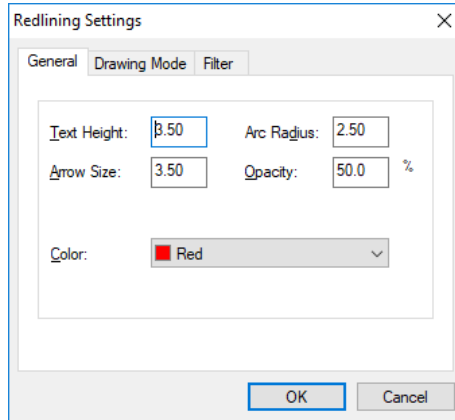 Redlining Settings
General Drawing Mode Filter
Text Height: 3.50 Arc Radius: 2.50
Arrow Size: 3.50 Opacity: 50.0 %
Color: Red
OK Cancel